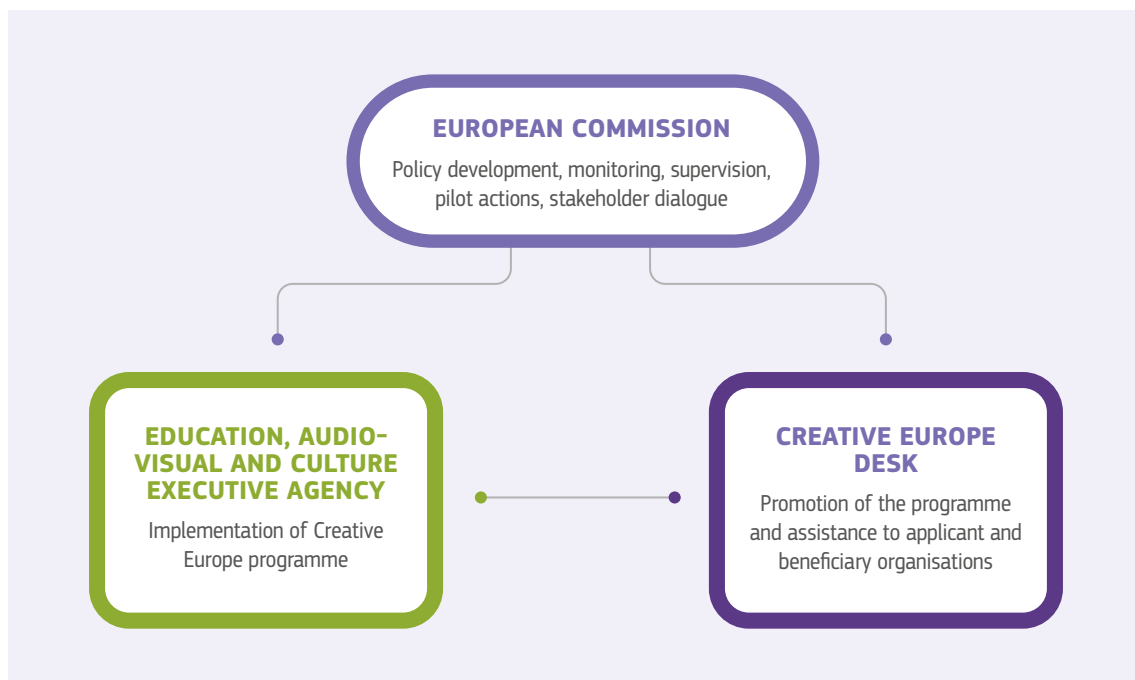 EUROPEAN COMMISSION
Policy development, monitoring, supervision,
pilot actions, stakeholder dialogue
EDUCATION, AUDIO-
VISUAL AND CULTURE
EXECUTIVE AGENCY
Implementation of Creative
Europe programme
CREATIVE EUROPE
DESK
Promotion of the programme
and assistance to applicant and
beneficiary organisations